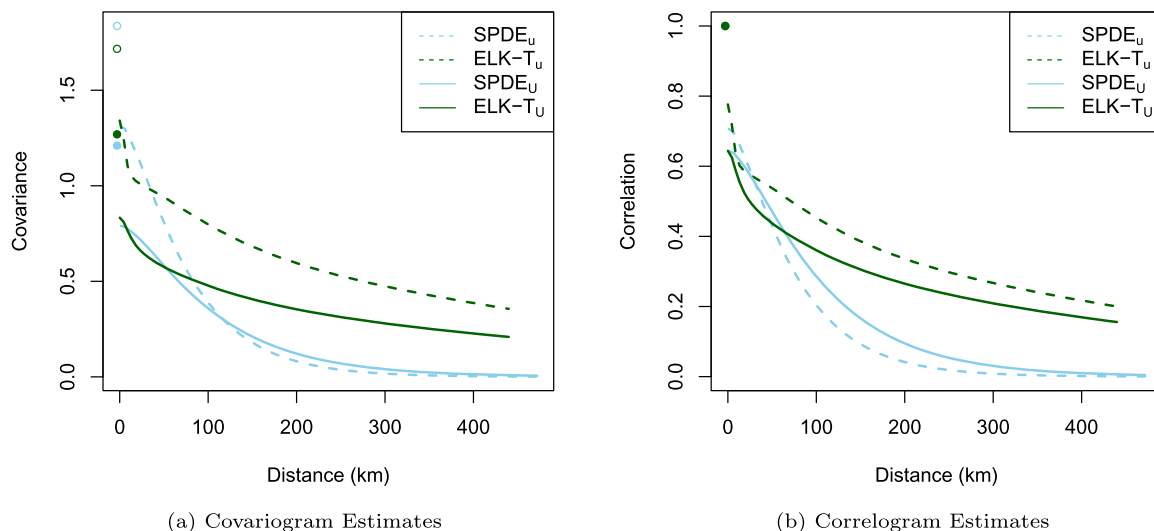 SPDEu
ELK−Tu
SPDEU
ELK−TU
Covariance
0.0
0.5
1.0
1.5
0
100
200
300
400
Distance (km)
(a) Covariogram Estimates
SPDEu
ELK−Tu
SPDEU
ELK−TU
Correlation
0.0
0.2
0.4
0.6
0.8
1.0
0
100
200
300
400
Distance (km)
(b) Correlogram Estimates